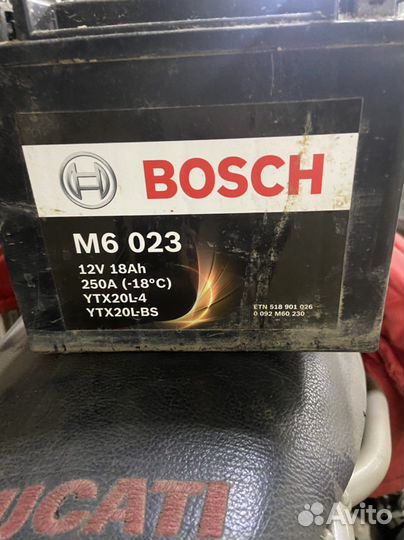 BOSCH
M6 023
12V 18Ah
250A (-18°C)
YTX20L-4
YTX20L-BS
ETN 518 901 026
0 092 M60 230
UCATI
Avito